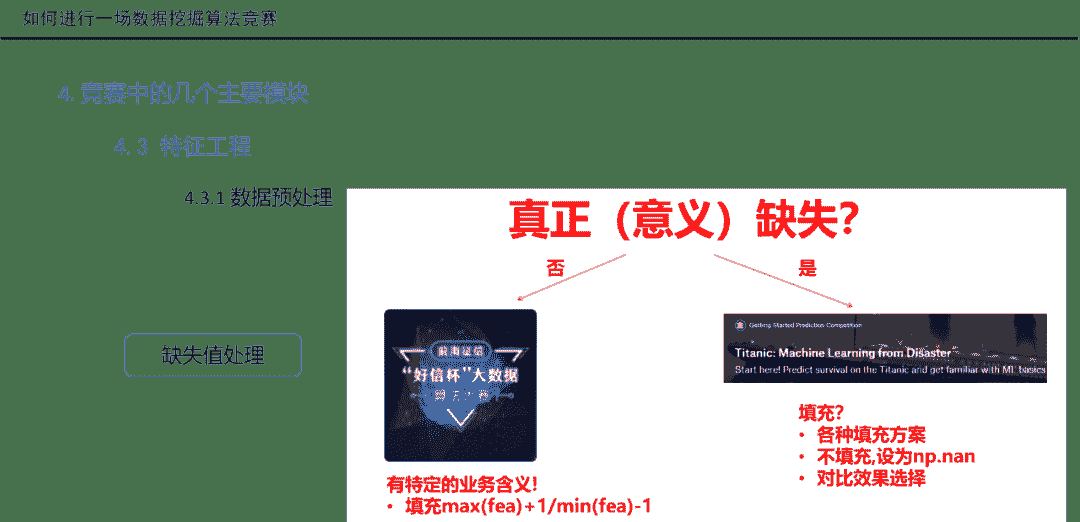 如何进行一场数据挖掘算法竞赛
4. 竞赛中的几个主要模块
4.3 特征工程
4.3.1 数据预处理
真正（意义）缺失？
否
是
缺失值处理
前海征信
“好信杯”大数据
Getting Started Prediction Competition
Titanic: Machine Learning from Disaster
Start here! Predict survival on the Titanic and get familiar with ML basics
有特定的业务含义!
• 填充max(fea)+1/min(fea)-1
填充?
• 各种填充方案
• 不填充,设为np.nan
• 对比效果选择